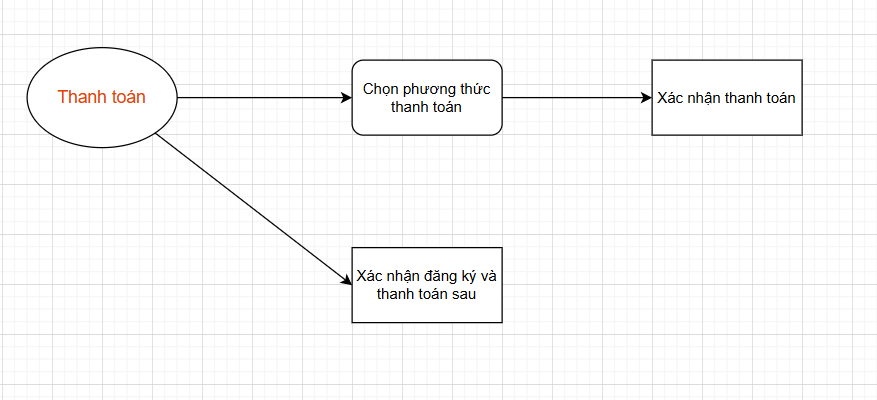 Thanh toán
Chọn phương thức
thanh toán
Xác nhận thanh toán
Xác nhận đăng ký và
thanh toán sau